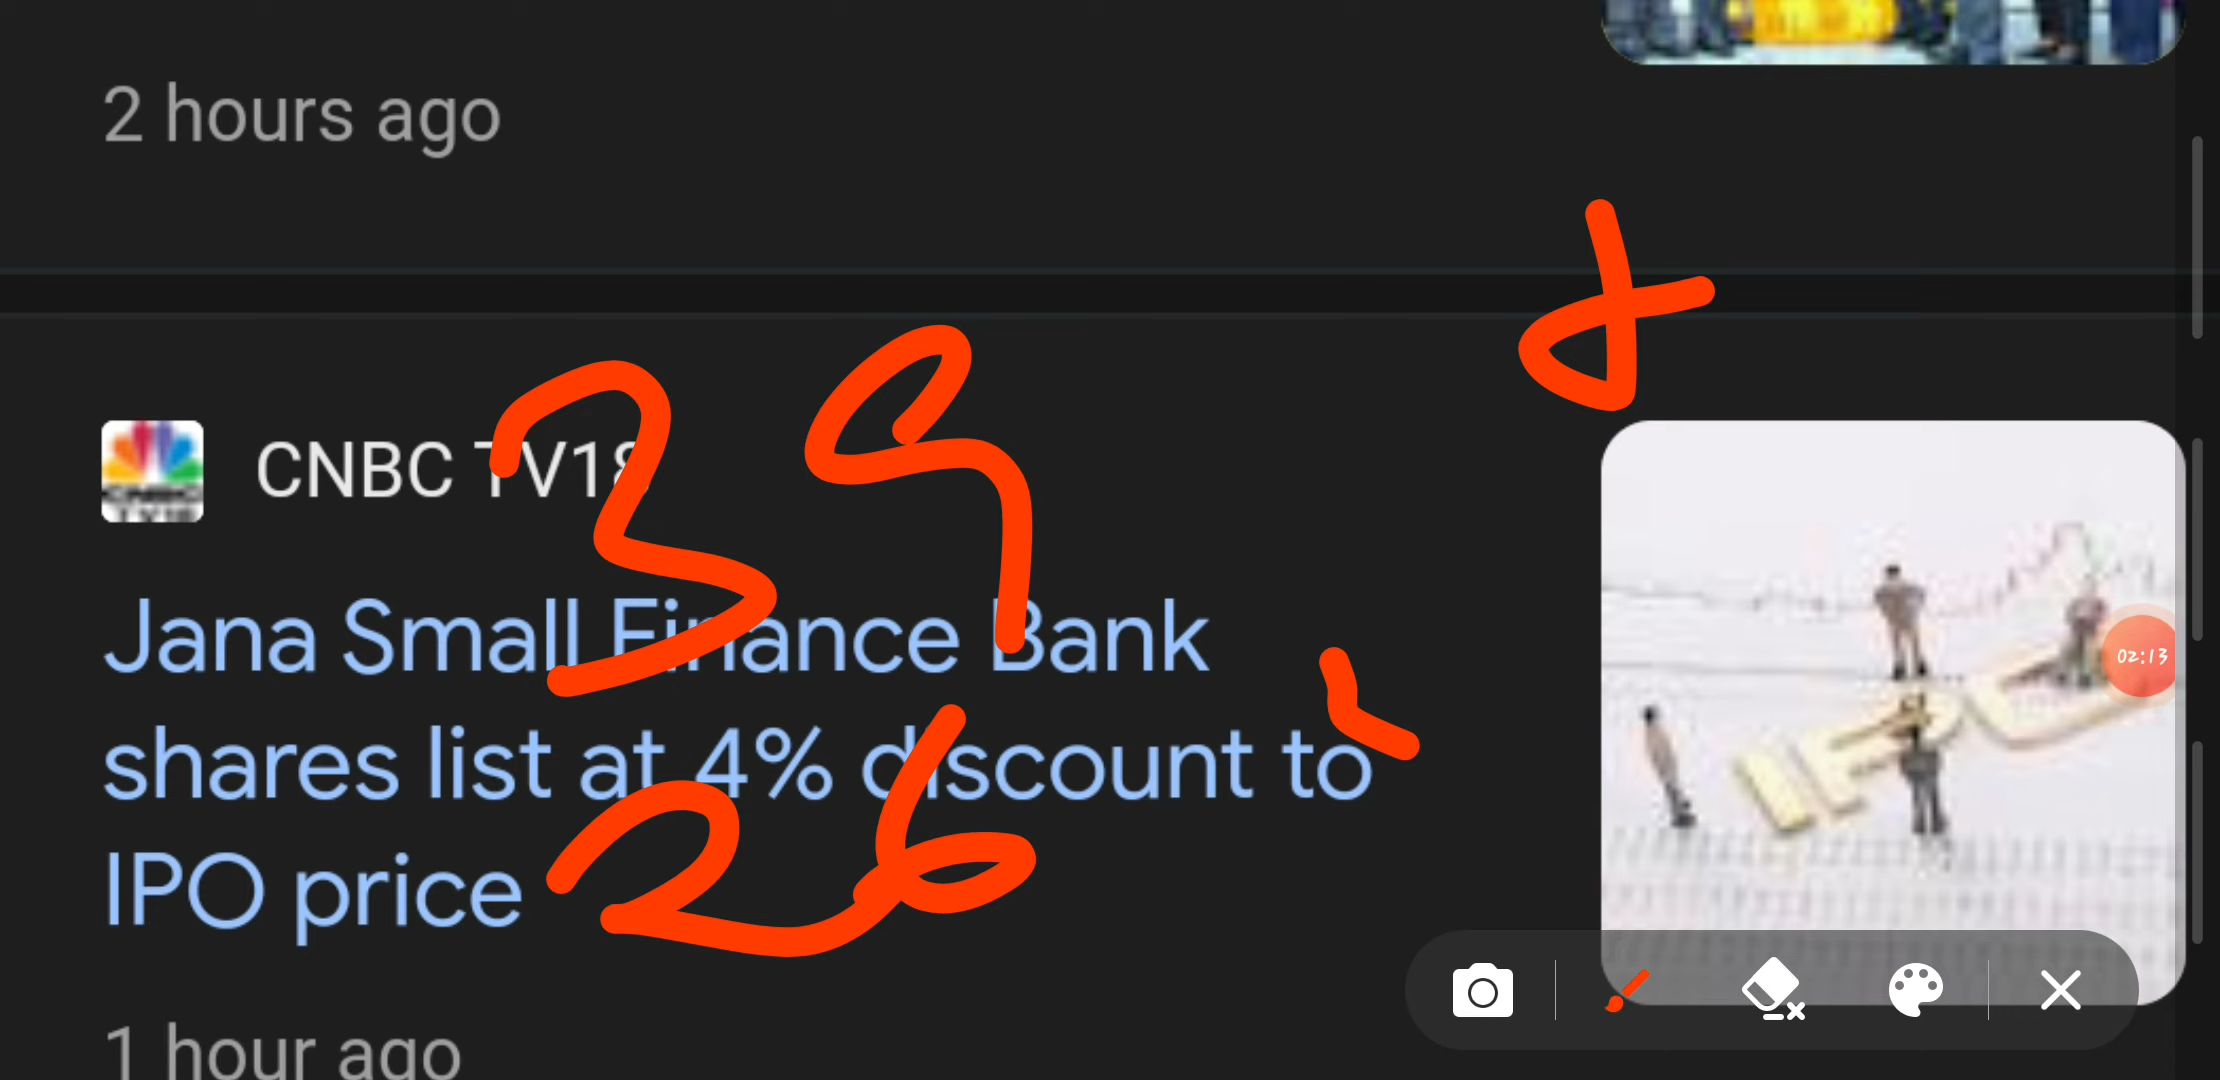 2 hours ago
CNBC TV18
39
Jana Small Finance Bank
shares list at 4% discount to
IPO price
26
1 hour ago
02:13